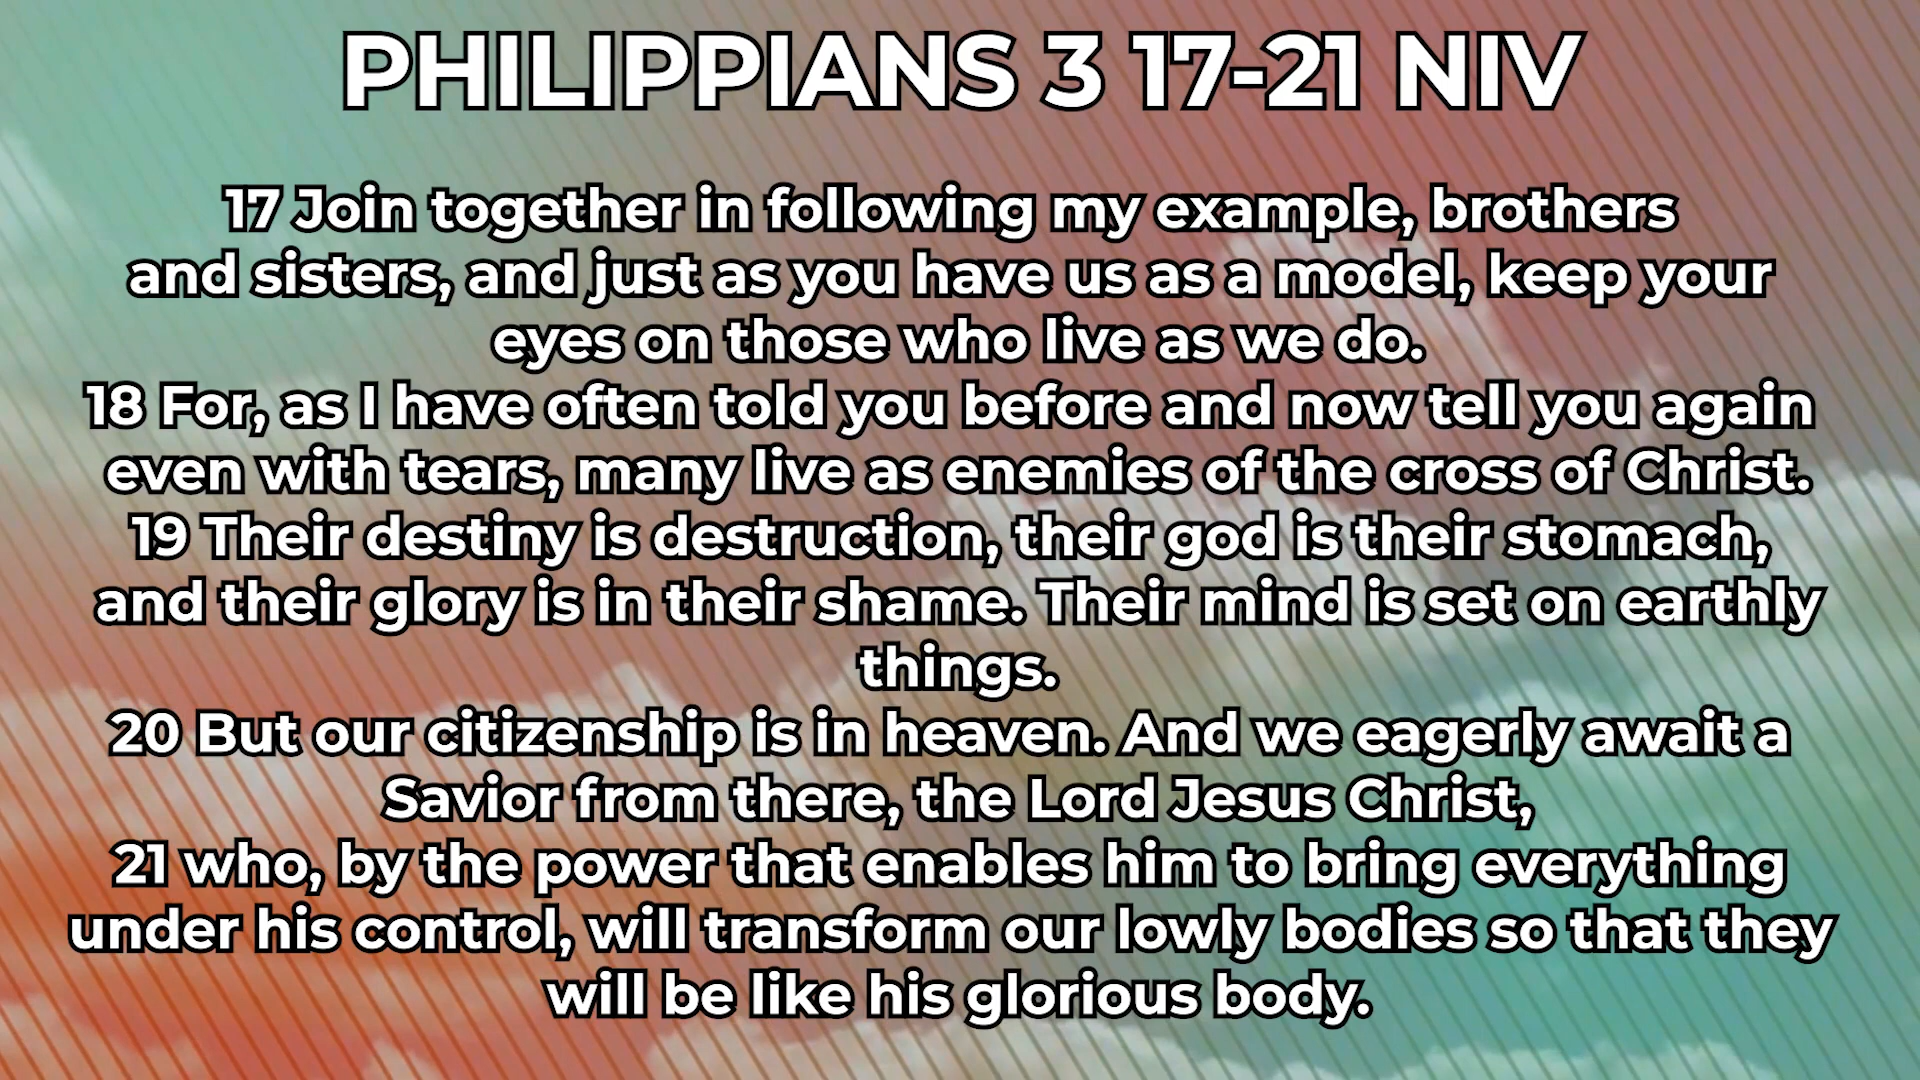 PHILIPPIANS 3 17-21 NIV
17 Join together in following my example, brothers
and sisters, and just as you have us as a model, keep your
eyes on those who live as we do.
18 For, as I have often told you before and now tell you again
even with tears, many live as enemies of the cross of Christ.
19 Their destiny is destruction, their god is their stomach,
and their glory is in their shame. Their mind is set on earthly
things.
20 But our citizenship is in heaven. And we eagerly await a
Savior from there, the Lord Jesus Christ,
21 who, by the power that enables him to bring everything
under his control, will transform our lowly bodies so that they
will be like his glorious body.